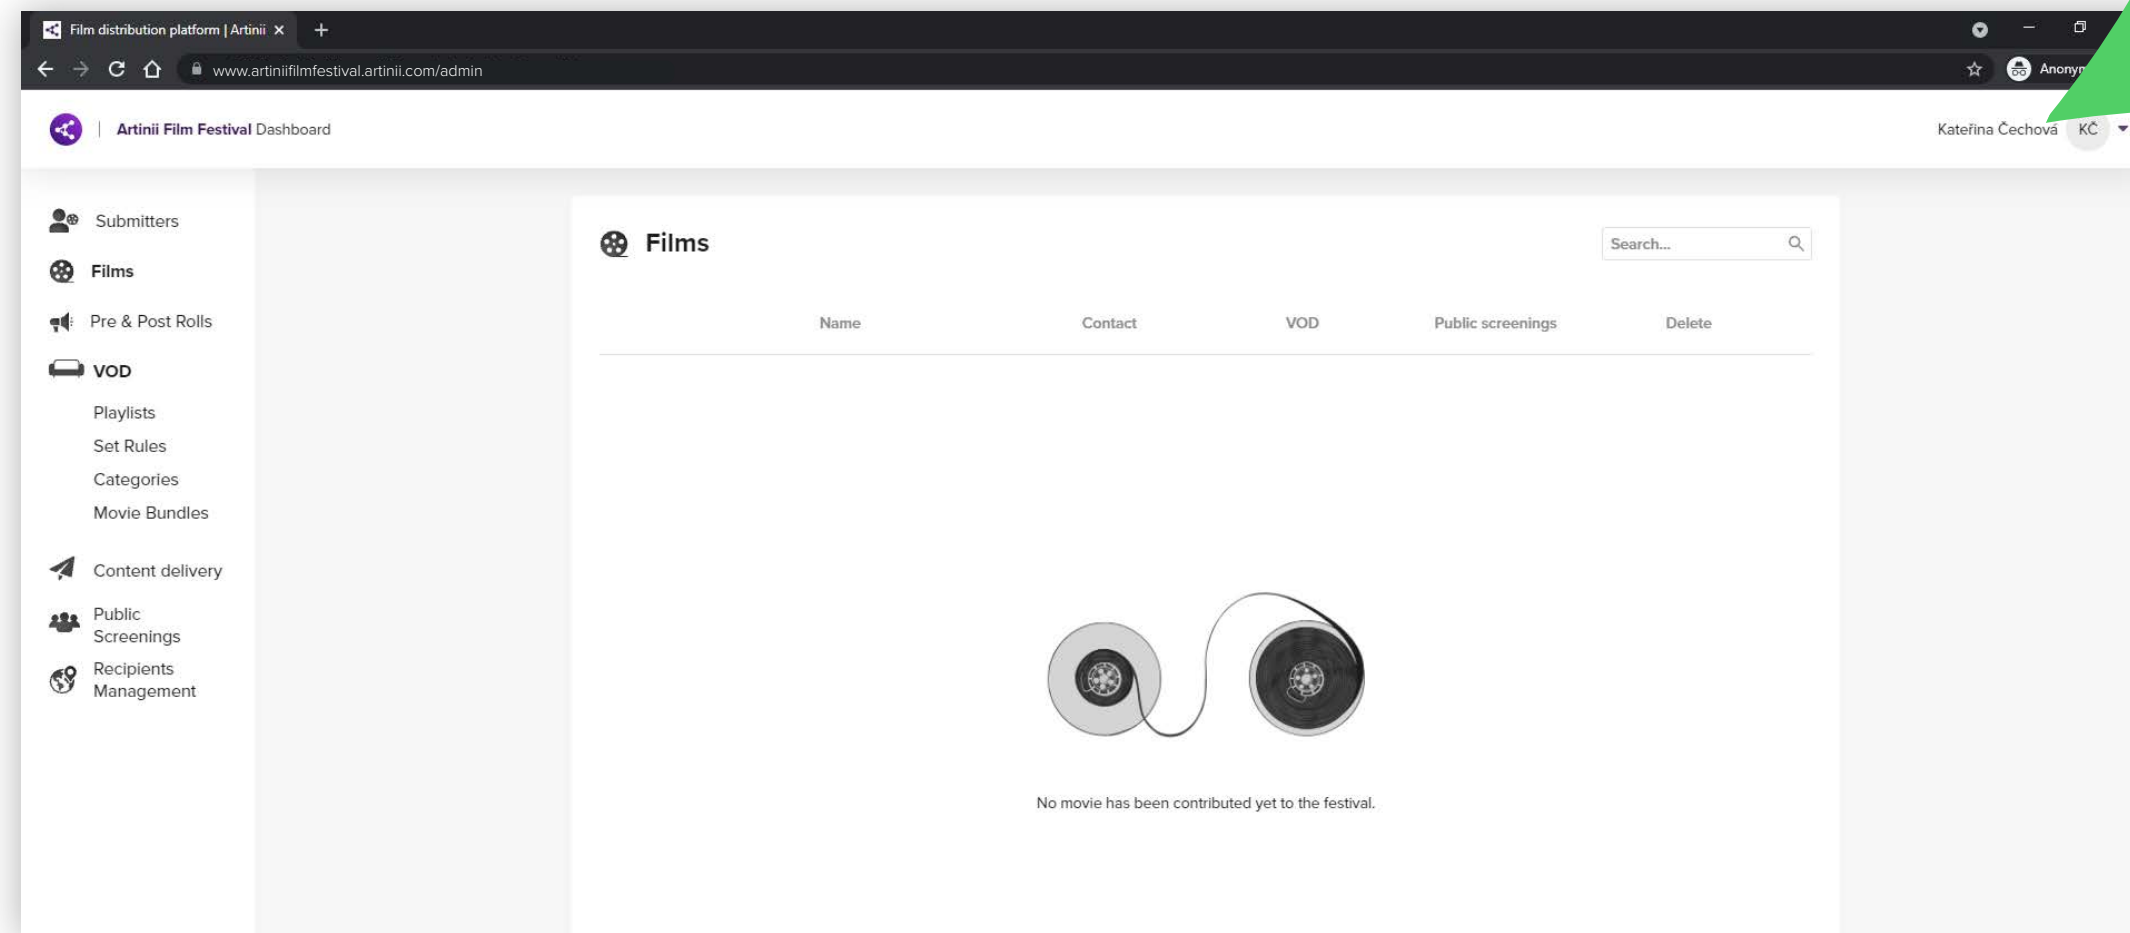 Film distribution platform | Artinii
www.artiniifilmfestival.artinii.com/admin
Artinii Film Festival Dashboard
Kateřina Čechová KČ
Submitters
Films
Pre & Post Rolls
VOD
Playlists
Set Rules
Categories
Movie Bundles
Content delivery
Public
Screenings
Recipients
Management
Films
Search...
Name Contact VOD Public screenings Delete
No movie has been contributed yet to the festival.